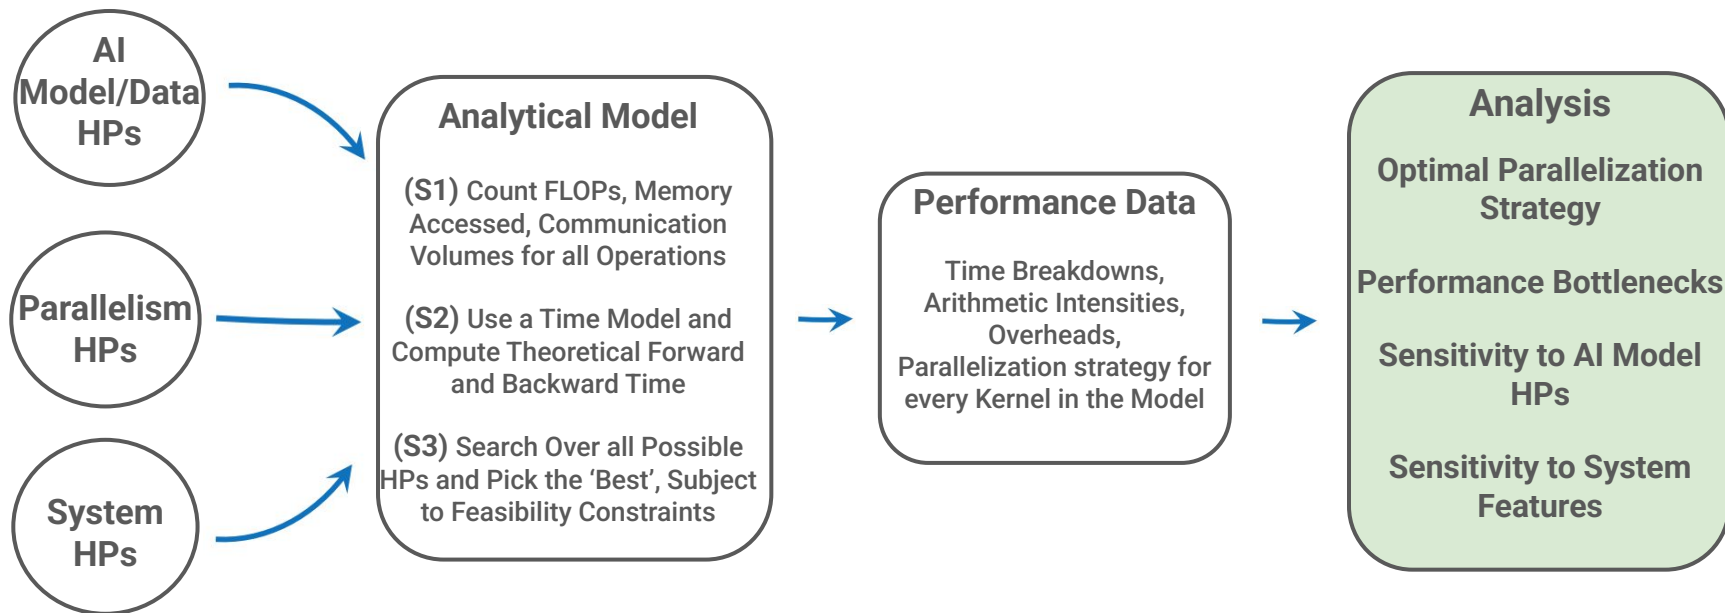 AI
Model/Data
HPs
Parallelism
HPs
System
HPs
Analytical Model
(S1) Count FLOPs, Memory
Accessed, Communication
Volumes for all Operations
(S2) Use a Time Model and
Compute Theoretical Forward
and Backward Time
(S3) Search Over all Possible
HPs and Pick the ‘Best’, Subject
to Feasibility Constraints
Performance Data
Time Breakdowns,
Arithmetic Intensities,
Overheads,
Parallelization strategy for
every Kernel in the Model
Analysis
Optimal Parallelization
Strategy
Performance Bottlenecks
Sensitivity to AI Model
HPs
Sensitivity to System
Features